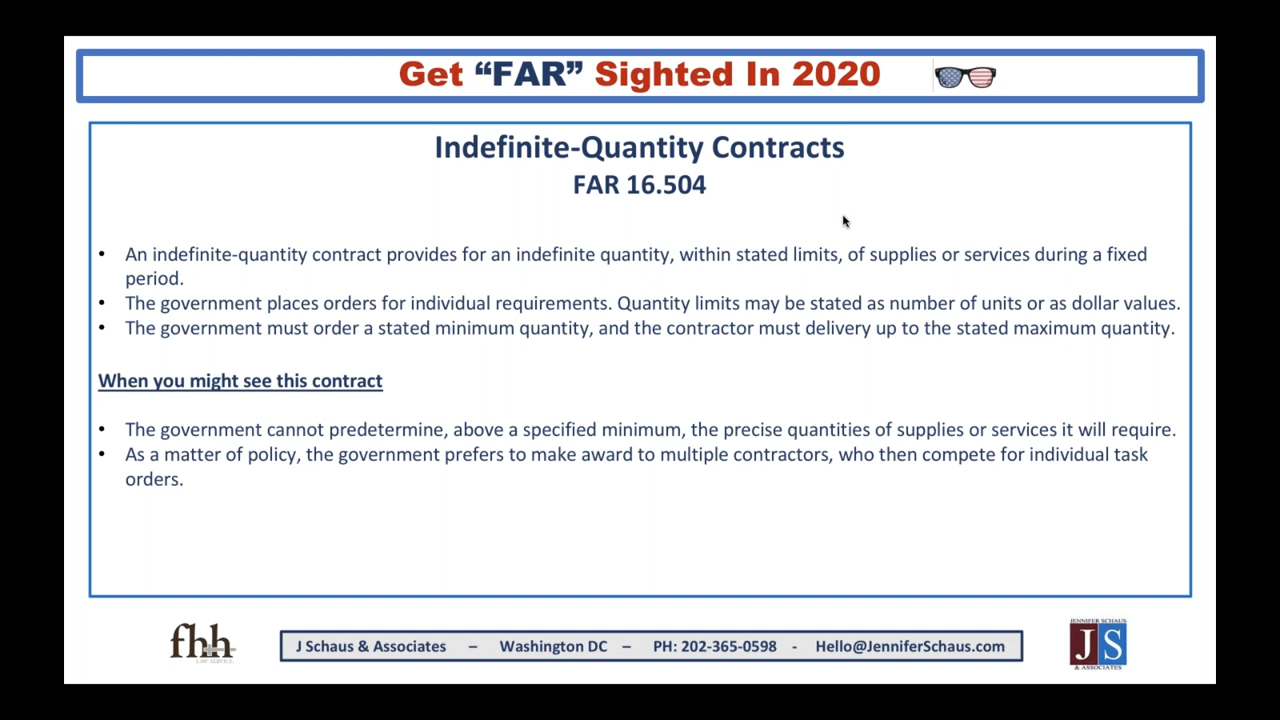 Get “FAR” Sighted In 2020
Indefinite-Quantity Contracts
FAR 16.504
• An indefinite-quantity contract provides for an indefinite quantity, within stated limits, of supplies or services during a fixed
period.
• The government places orders for individual requirements. Quantity limits may be stated as number of units or as dollar values.
• The government must order a stated minimum quantity, and the contractor must delivery up to the stated maximum quantity.
When you might see this contract
• The government cannot predetermine, above a specified minimum, the precise quantities of supplies or services it will require.
• As a matter of policy, the government prefers to make award to multiple contractors, who then compete for individual task
orders.
fhh
LAW SERVICE
J Schaus & Associates – Washington DC – PH: 202-365-0598 - Hello@JenniferSchaus.com
JENNIFER SCHAUS
JS
& ASSOCIATES